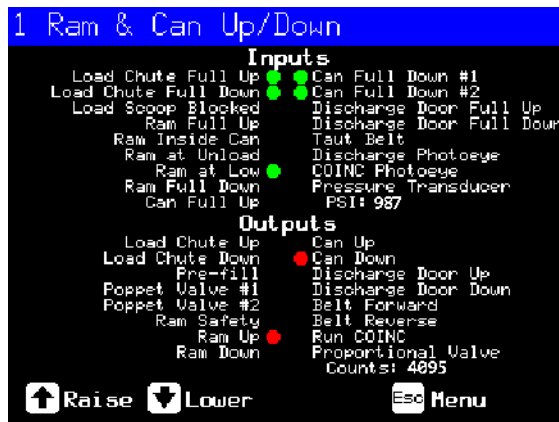 1 Ram & Can Up/Down
Inputs
Load Chute Full Up
Load Chute Full Down
Load Scoop Blocked
Ram Full Up
Ram Inside Can
Ram at Unload
Ram at Low
Ram Full Down
Can Full Up
Can Full Down #1
Can Full Down #2
Discharge Door Full Up
Discharge Door Full Down
Taut Belt
Discharge Photoeye
COINC Photoeye
Pressure Transducer
PSI: 987
Outputs
Load Chute Up
Load Chute Down
Pre-fill
Poppet Valve #1
Poppet Valve #2
Ram Safety
Ram Up
Ram Down
Can Up
Can Down
Discharge Door Up
Discharge Door Down
Belt Forward
Belt Reverse
Run COINC
Proportional Valve
Counts: 4095
Raise Lower Esc Menu